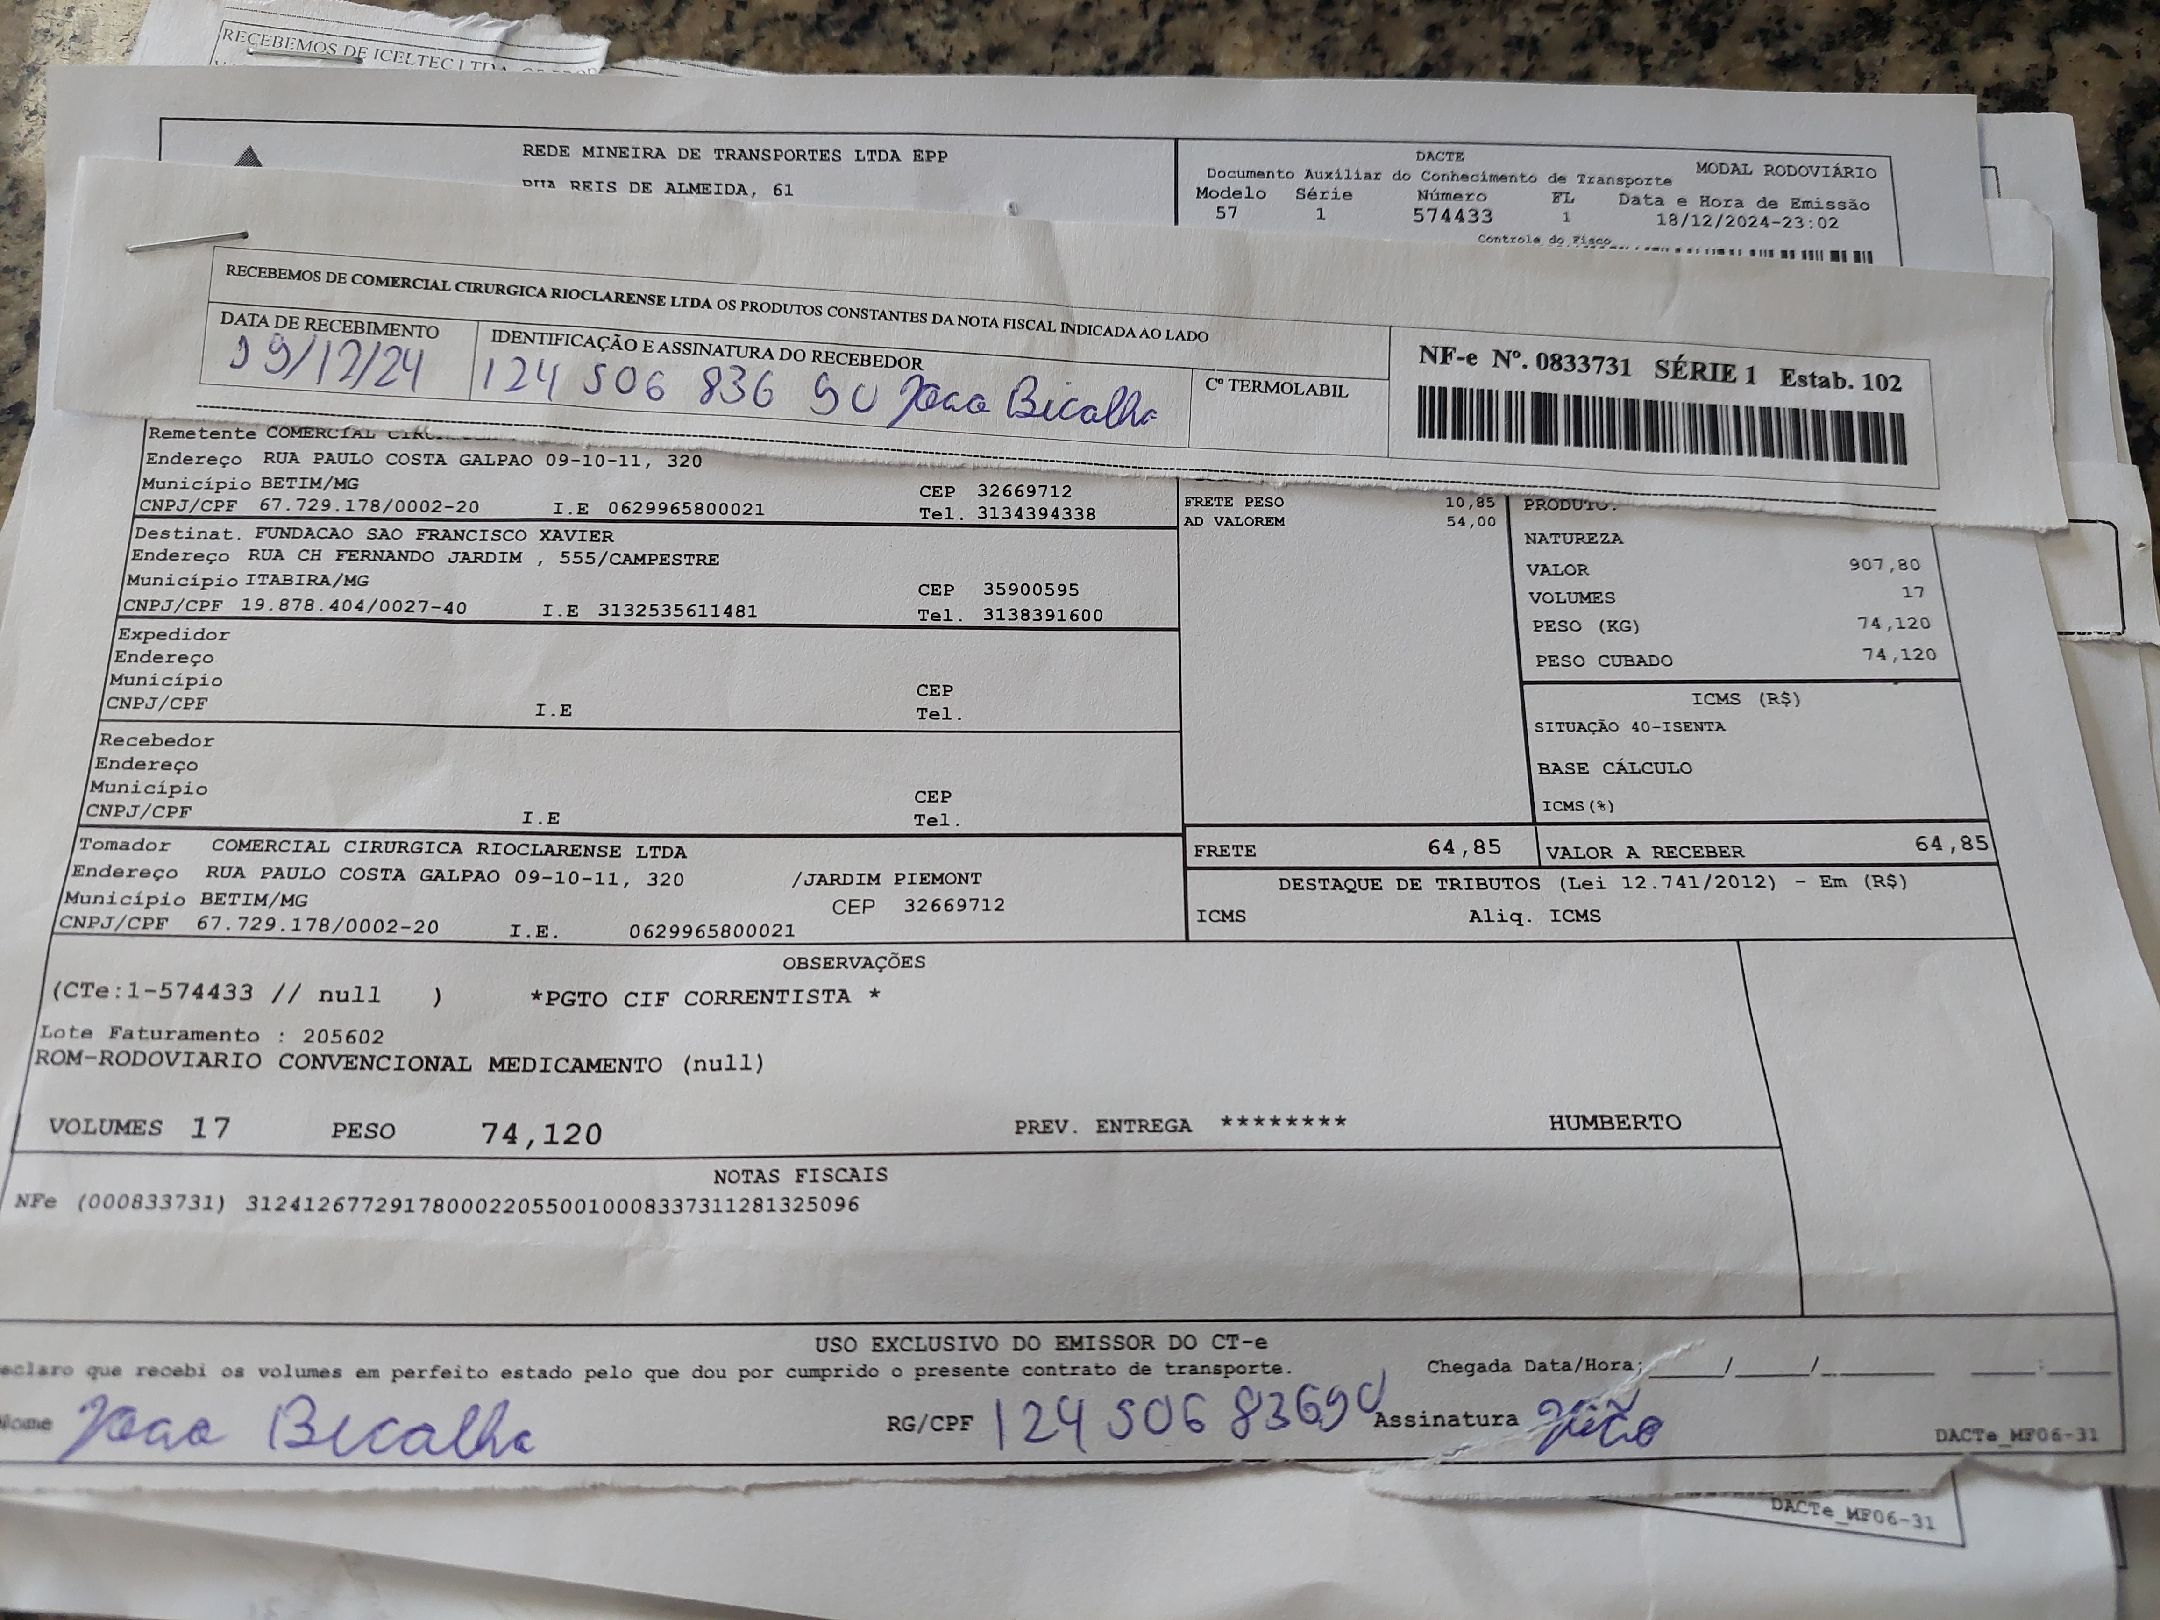 RECEBEMOS DE ICELTEC LTDA
REDE MINEIRA DE TRANSPORTES LTDA EPP
RUA REIS DE ALMEIDA, 61
DACTE
MODAL RODOVIÁRIO
Documento Auxiliar do Conhecimento de Transporte
Modelo Série Número FL Data e Hora de Emissão
57 1 574433 1 18/12/2024-23:02
Controle do Fisco
RECEBEMOS DE COMERCIAL CIRURGICA RIOCLARENSE LTDA OS PRODUTOS CONSTANTES DA NOTA FISCAL INDICADA AO LADO
DATA DE RECEBIMENTO
19/12/24
IDENTIFICAÇÃO E ASSINATURA DO RECEBEDOR
124 506 836 90 Joao Bicalho
Cº TERMOLABIL
NF-e Nº. 0833731 SÉRIE 1 Estab. 102
Remetente COMERCIAL
Endereço RUA PAULO COSTA GALPAO 09-10-11, 320
Município BETIM/MG CEP 32669712
CNPJ/CPF 67.729.178/0002-20 I.E 0629965800021 Tel. 3134394338
Destinat. FUNDACAO SAO FRANCISCO XAVIER
Endereço RUA CH FERNANDO JARDIM , 555/CAMPESTRE
Município ITABIRA/MG CEP 35900595
CNPJ/CPF 19.878.404/0027-40 I.E 3132535611481 Tel. 3138391600
Expedidor
Endereço
Município CEP
CNPJ/CPF I.E Tel.
Recebedor
Endereço
Município CEP
CNPJ/CPF I.E Tel.
Tomador COMERCIAL CIRURGICA RIOCLARENSE LTDA
Endereço RUA PAULO COSTA GALPAO 09-10-11, 320 /JARDIM PIEMONT
Município BETIM/MG CEP 32669712
CNPJ/CPF 67.729.178/0002-20 I.E. 0629965800021
FRETE PESO 10,85
AD VALOREM 54,00
PRODUTO:
NATUREZA
VALOR 907,80
VOLUMES 17
PESO (KG) 74,120
PESO CUBADO 74,120
ICMS (R$)
SITUAÇÃO 40-ISENTA
BASE CÁLCULO
ICMS(%)
FRETE 64,85 VALOR A RECEBER 64,85
DESTAQUE DE TRIBUTOS (Lei 12.741/2012) - Em (R$)
ICMS Aliq. ICMS
OBSERVAÇÕES
(CTe:1-574433 // null ) *PGTO CIF CORRENTISTA *
Lote Faturamento : 205602
ROM-RODOVIARIO CONVENCIONAL MEDICAMENTO (null)
VOLUMES 17 PESO 74,120 PREV. ENTREGA ******** HUMBERTO
NOTAS FISCAIS
NFe (000833731) 31241267729178000220550010008337311281325096
USO EXCLUSIVO DO EMISSOR DO CT-e
eclaro que recebi os volumes em perfeito estado pelo que dou por cumprido o presente contrato de transporte. Chegada Data/Hora: / / :
Nome Joao Bicalho RG/CPF 124 506 83690 Assinatura João
DACTe_MF06-31
DACTe_MF06-31